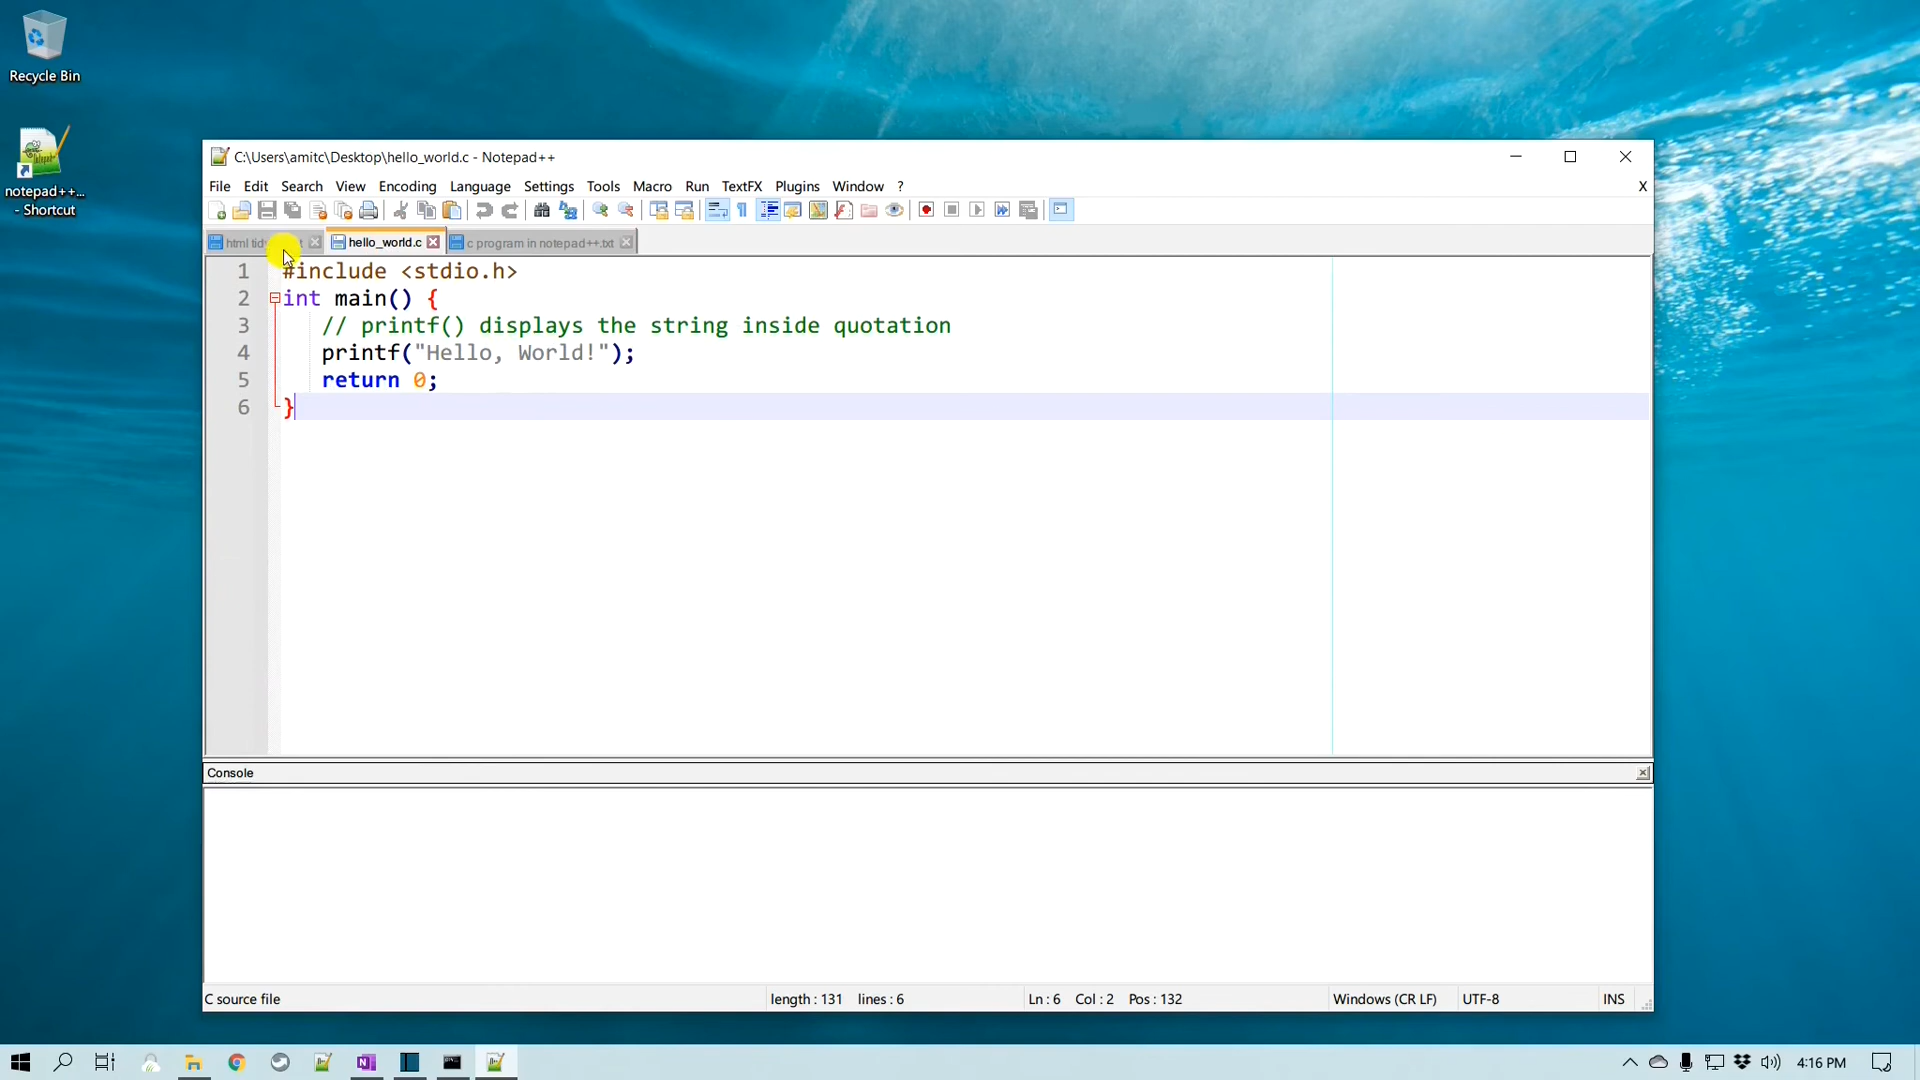 Recycle Bin
notepad++...
- Shortcut
C:\Users\amitc\Desktop\hello_world.c - Notepad++
File Edit Search View Encoding Language Settings Tools Macro Run TextFX Plugins Window ? X
html hello_world.c c program in notepad++.txt
1 #include <stdio.h>
2 int main() {
3 // printf() displays the string inside quotation
4 printf("Hello, World!");
5 return 0;
6 }
Console
C source file length : 131 lines : 6 Ln : 6 Col : 2 Pos : 132 Windows (CR LF) UTF-8 INS
4:16 PM